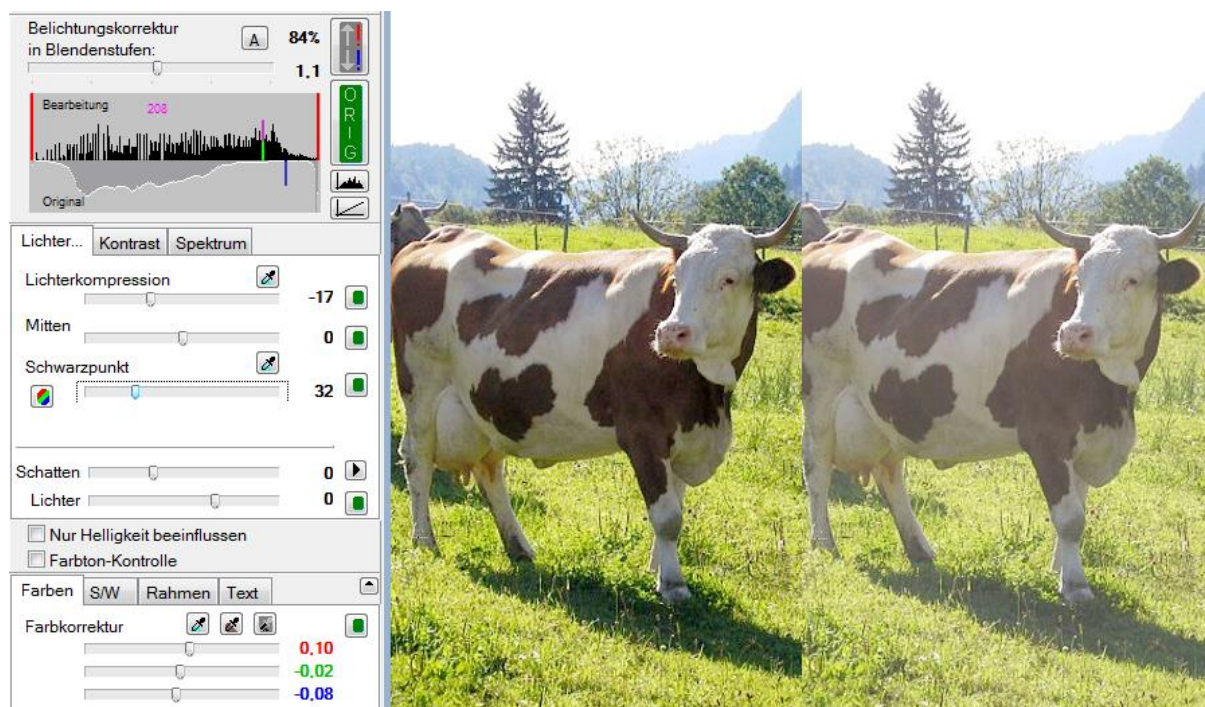 Belichtungskorrektur
in Blendenstufen:
A
84%
1,1
Bearbeitung
208
Original
ORIG
Lichter...
Kontrast
Spektrum
Lichterkompression
-17
Mitten
0
Schwarzpunkt
32
Schatten
0
Lichter
0
Nur Helligkeit beeinflussen
Farbton-Kontrolle
Farben
S/W
Rahmen
Text
Farbkorrektur
0,10
-0,02
-0,08